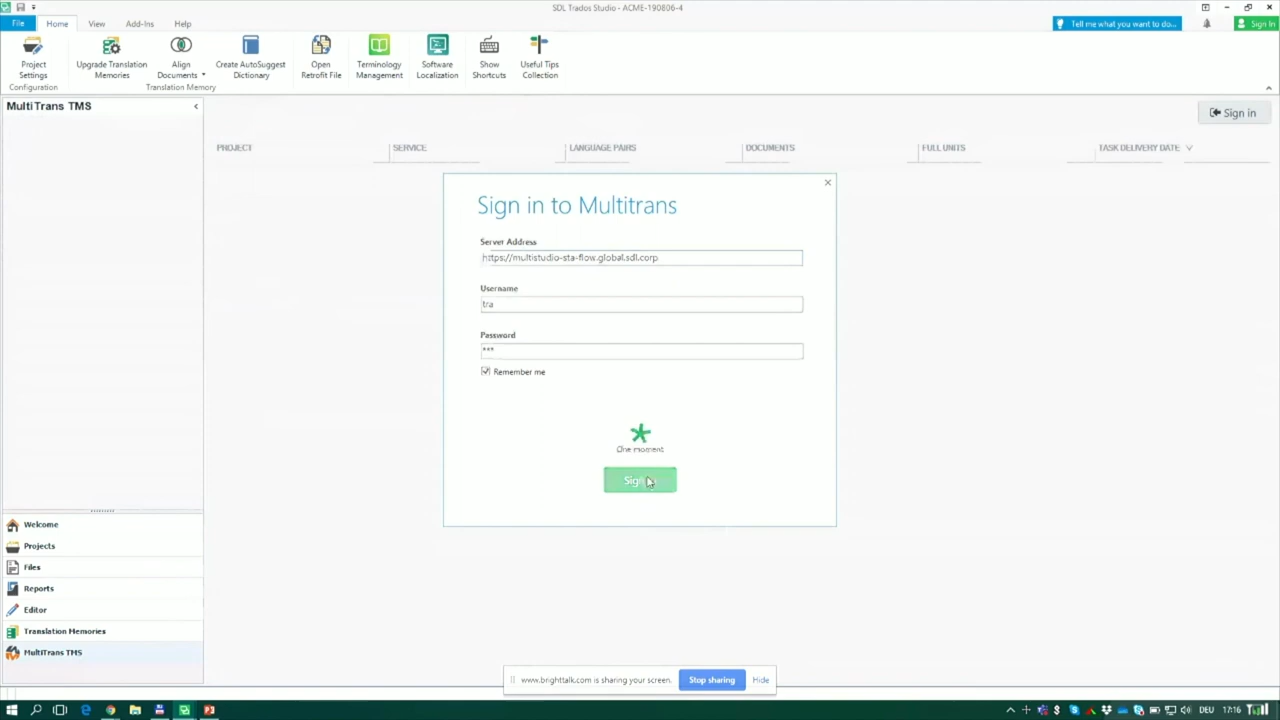 SDL Trados Studio - ACME-190806-4
File
Home
View
Add-Ins
Help
Tell me what you want to do...
Sign In
Project
Settings
Upgrade Translation
Memories
Align
Documents
Create AutoSuggest
Dictionary
Open
Retrofit File
Terminology
Management
Software
Localization
Show
Shortcuts
Useful Tips
Collection
Configuration
Translation Memory
MultiTrans TMS
Sign in
PROJECT
SERVICE
LANGUAGE PAIRS
DOCUMENTS
FULL UNITS
TASK DELIVERY DATE
Sign in to Multitrans
Server Address
https://multistudio-sta-flow.global.sdl.corp
Username
tra
Password
***
Remember me
One moment
Welcome
Projects
Files
Reports
Editor
Translation Memories
MultiTrans TMS
www.brighttalk.com is sharing your screen.
Stop sharing
Hide
DEU
17:16